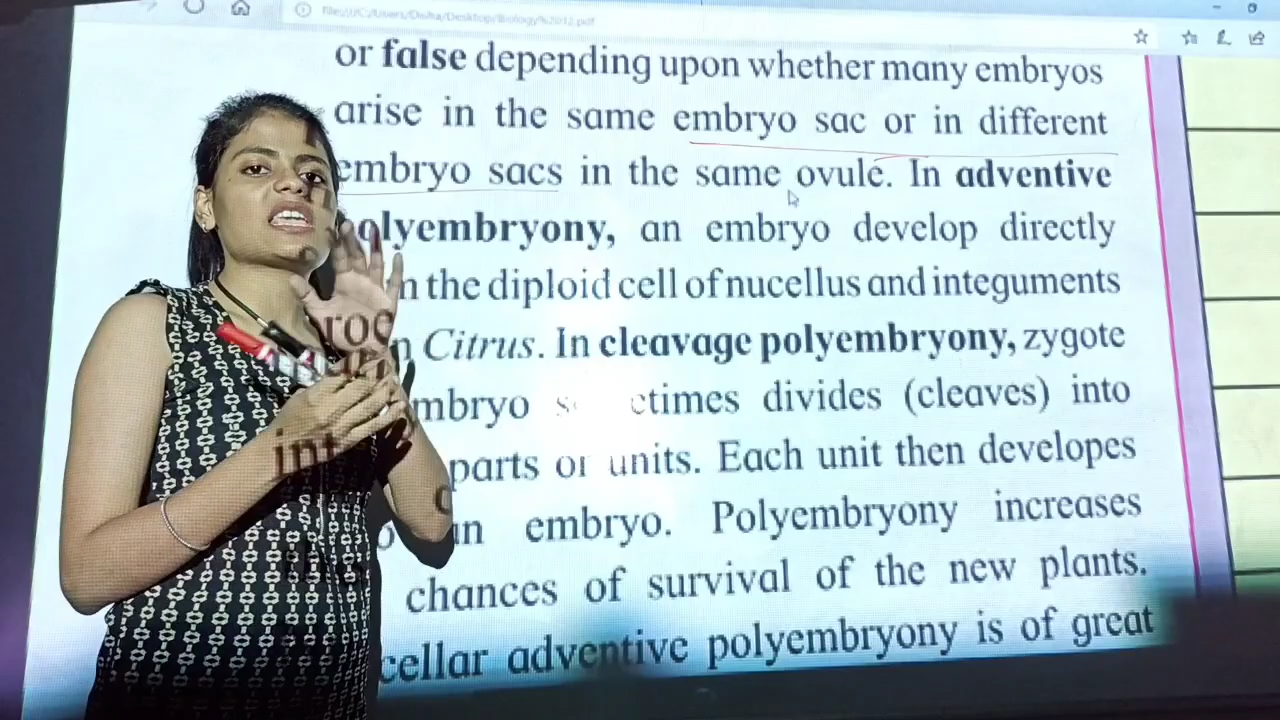 or false depending upon whether many embryos
arise in the same embryo sac or in different
embryo sacs in the same ovule. In adventive
olyembryony, an embryo develop directly
the diploid cell of nucellus and integuments
Citrus. In cleavage polyembryony, zygote
mbryo etimes divides (cleaves) into
parts or units. Each unit then developes
embryo. Polyembryony increases
chances of survival of the new plants.
cellar adventive polyembryony is of great